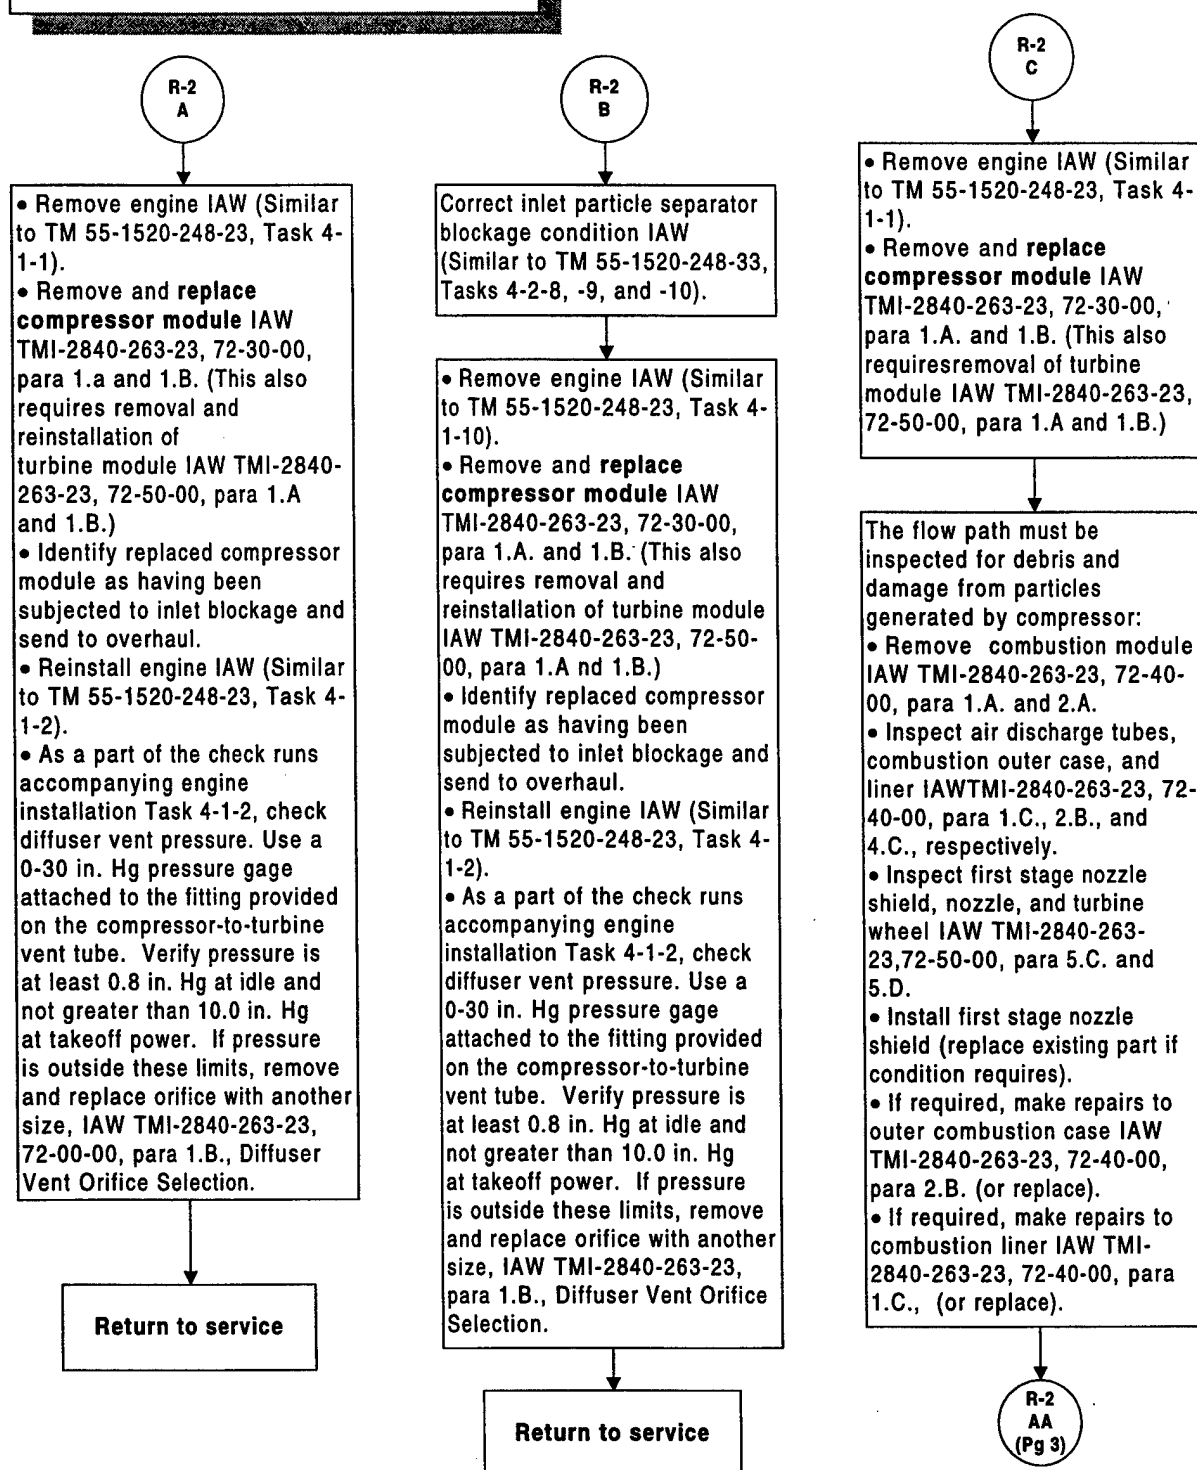 R-2
A
• Remove engine IAW (Similar
to TM 55-1520-248-23, Task 4-
1-1).
• Remove and replace
compressor module IAW
TMI-2840-263-23, 72-30-00,
para 1.a and 1.B. (This also
requires removal and
reinstallation of
turbine module IAW TMI-2840-
263-23, 72-50-00, para 1.A
and 1.B.)
• Identify replaced compressor
module as having been
subjected to inlet blockage and
send to overhaul.
• Reinstall engine IAW (Similar
to TM 55-1520-248-23, Task 4-
1-2).
• As a part of the check runs
accompanying engine
installation Task 4-1-2, check
diffuser vent pressure. Use a
0-30 in. Hg pressure gage
attached to the fitting provided
on the compressor-to-turbine
vent tube. Verify pressure is
at least 0.8 in. Hg at idle and
not greater than 10.0 in. Hg
at takeoff power. If pressure
is outside these limits, remove
and replace orifice with another
size, IAW TMI-2840-263-23,
72-00-00, para 1.B., Diffuser
Vent Orifice Selection.
Return to service
R-2
B
Correct inlet particle separator
blockage condition IAW
(Similar to TM 55-1520-248-33,
Tasks 4-2-8, -9, and -10).
• Remove engine IAW (Similar
to TM 55-1520-248-23, Task 4-
1-10).
• Remove and replace
compressor module IAW
TMI-2840-263-23, 72-30-00,
para 1.A. and 1.B. (This also
requires removal and
reinstallation of turbine module
IAW TMI-2840-263-23, 72-50-
00, para 1.A nd 1.B.)
• Identify replaced compressor
module as having been
subjected to inlet blockage and
send to overhaul.
• Reinstall engine IAW (Similar
to TM 55-1520-248-23, Task 4-
1-2).
• As a part of the check runs
accompanying engine
installation Task 4-1-2, check
diffuser vent pressure. Use a
0-30 in. Hg pressure gage
attached to the fitting provided
on the compressor-to-turbine
vent tube. Verify pressure is
at least 0.8 in. Hg at idle and
not greater than 10.0 in. Hg
at takeoff power. If pressure
is outside these limits, remove
and replace orifice with another
size, IAW TMI-2840-263-23,
para 1.B., Diffuser Vent Orifice
Selection.
Return to service
R-2
C
• Remove engine IAW (Similar
to TM 55-1520-248-23, Task 4-
1-1).
• Remove and replace
compressor module IAW
TMI-2840-263-23, 72-30-00,
para 1.A. and 1.B. (This also
requiresremoval of turbine
module IAW TMI-2840-263-23,
72-50-00, para 1.A and 1.B.)
The flow path must be
inspected for debris and
damage from particles
generated by compressor:
• Remove combustion module
IAW TMI-2840-263-23, 72-40-
00, para 1.A. and 2.A.
• Inspect air discharge tubes,
combustion outer case, and
liner IAWTMI-2840-263-23, 72-
40-00, para 1.C., 2.B., and
4.C., respectively.
• Inspect first stage nozzle
shield, nozzle, and turbine
wheel IAW TMI-2840-263-
23,72-50-00, para 5.C. and
5.D.
• Install first stage nozzle
shield (replace existing part if
condition requires).
• If required, make repairs to
outer combustion case IAW
TMI-2840-263-23, 72-40-00,
para 2.B. (or replace).
• If required, make repairs to
combustion liner IAW TMI-
2840-263-23, 72-40-00, para
1.C., (or replace).
R-2
AA
(Pg 3)